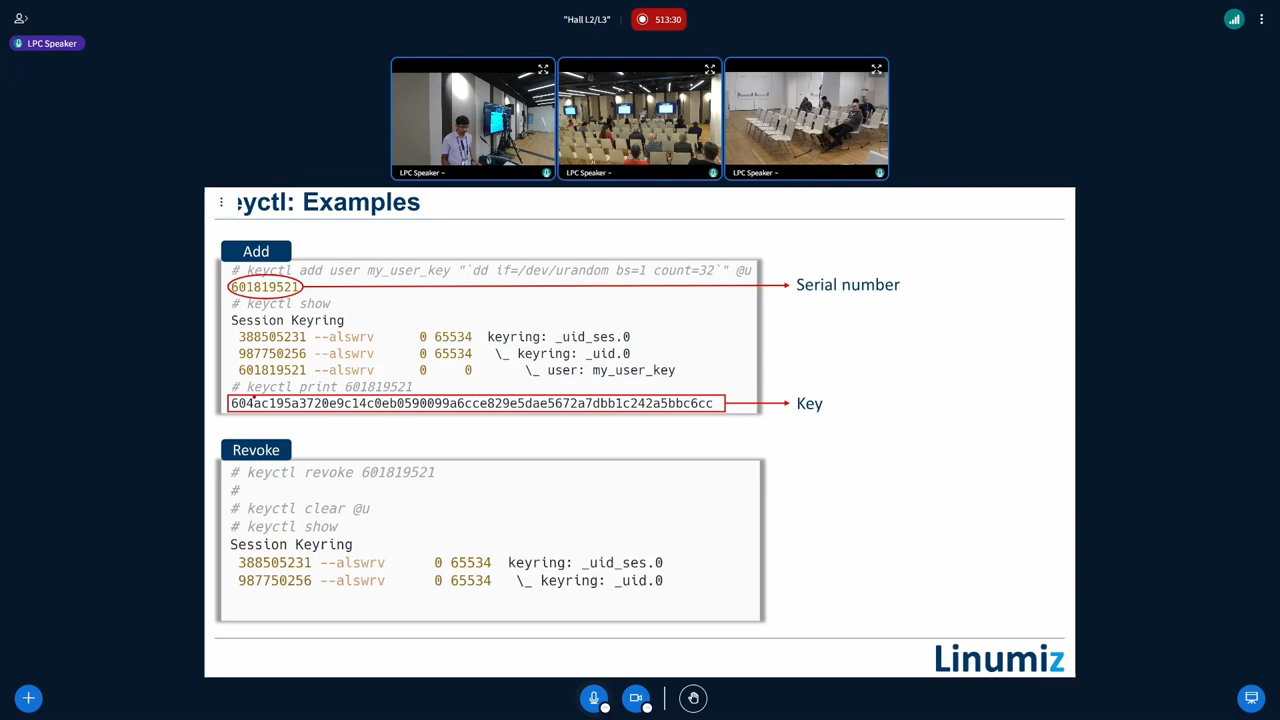 "Hall L2/L3"
513:30
LPC Speaker
LPC Speaker
LPC Speaker
LPC Speaker
eyctl: Examples
Add
# keyctl add user my_user_key "`dd if=/dev/urandom bs=1 count=32`" @u
601819521
Serial number
# keyctl show
Session Keyring
388505231 --alswrv 0 65534 keyring: _uid_ses.0
987750256 --alswrv 0 65534 \_ keyring: _uid.0
601819521 --alswrv 0 0 \_ user: my_user_key
# keyctl print 601819521
604ac195a3720e9c14c0eb0590099a6cce829e5dae5672a7dbb1c242a5bbc6cc
Key
Revoke
# keyctl revoke 601819521
#
# keyctl clear @u
# keyctl show
Session Keyring
388505231 --alswrv 0 65534 keyring: _uid_ses.0
987750256 --alswrv 0 65534 \_ keyring: _uid.0
Linumiz